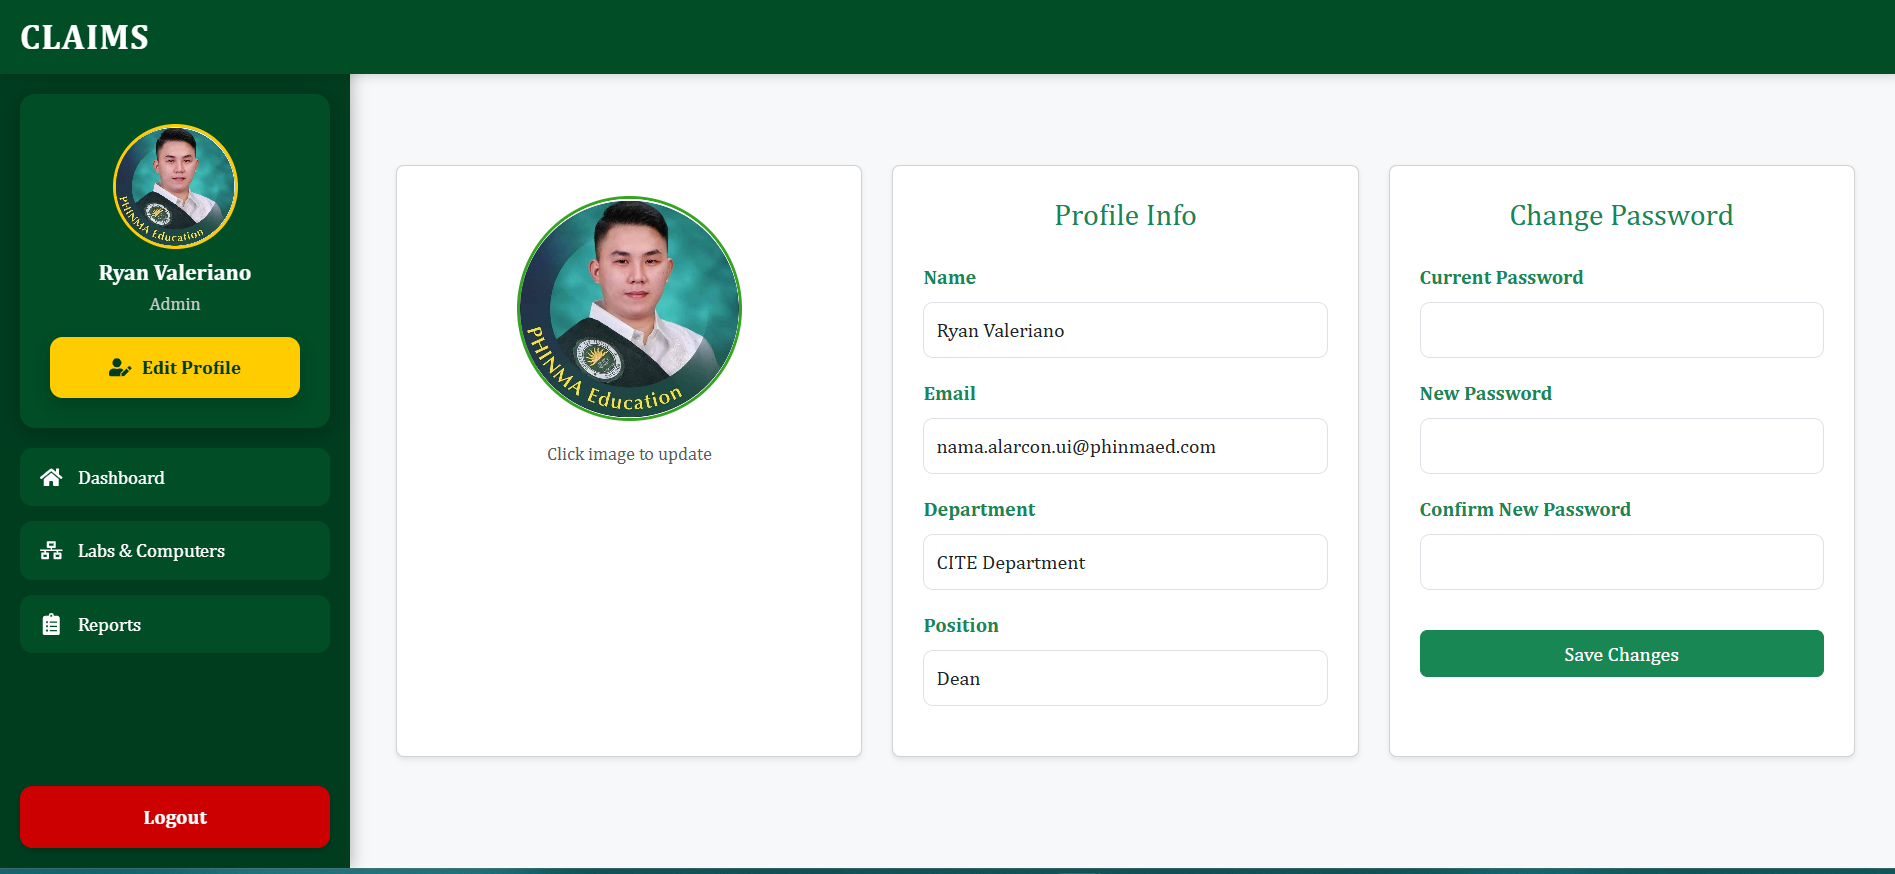 CLAIMS
PHINMA Education
Ryan Valeriano
Admin
Edit Profile
Dashboard
Labs & Computers
Reports
Logout
PHINMA Education
Click image to update
Profile Info
Name
Ryan Valeriano
Email
nama.alarcon.ui@phinmaed.com
Department
CITE Department
Position
Dean
Change Password
Current Password
New Password
Confirm New Password
Save Changes